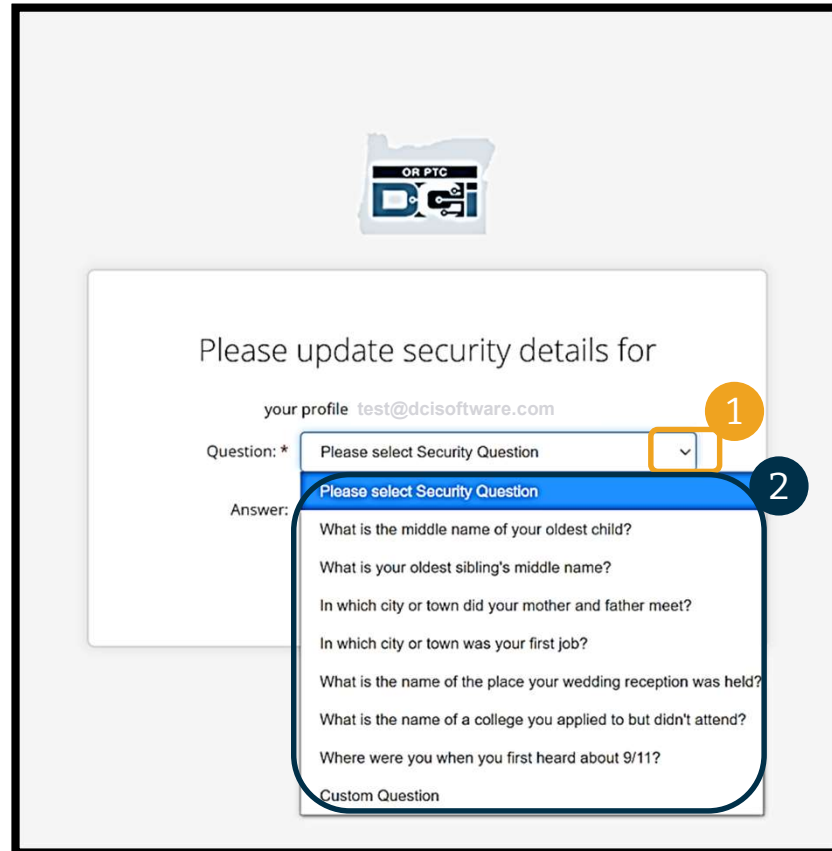 OR PTC
DCi
Please update security details for
your profile test@dcisoftware.com
1
Question: * Please select Security Question
2
Please select Security Question
Answer:
What is the middle name of your oldest child?
What is your oldest sibling's middle name?
In which city or town did your mother and father meet?
In which city or town was your first job?
What is the name of the place your wedding reception was held?
What is the name of a college you applied to but didn't attend?
Where were you when you first heard about 9/11?
Custom Question